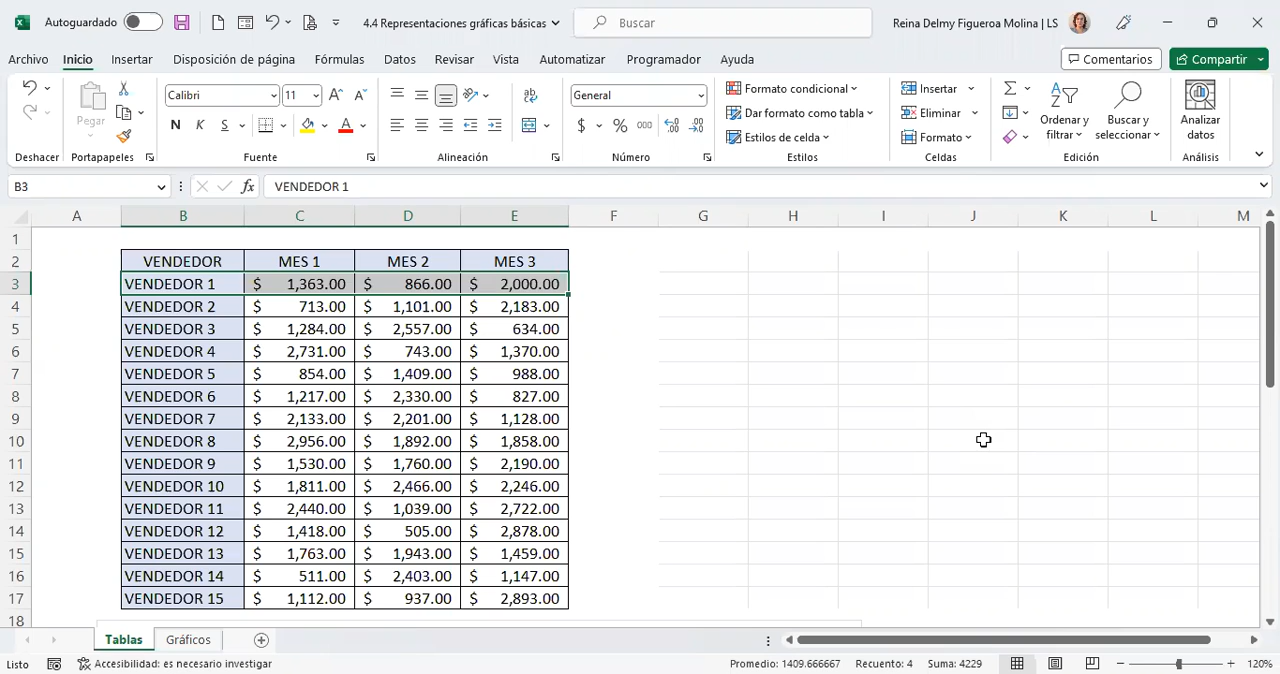 Autoguardado 4.4 Representaciones gráficas básicas Buscar Reina Delmy Figueroa Molina | LS
Archivo Inicio Insertar Disposición de página Fórmulas Datos Revisar Vista Automatizar Programador Ayuda Comentarios Compartir
Calibri 11 General Formato condicional Insertar
Pegar N K S A $ % 000 Dar formato como tabla Eliminar Ordenar y filtrar Buscar y seleccionar Analizar datos
Estilos de celda Formato
Deshacer Portapapeles Fuente Alineación Número Estilos Celdas Edición Análisis
B3 fx VENDEDOR 1
A B C D E F G H I J K L M
1
2 VENDEDOR MES 1 MES 2 MES 3
3 VENDEDOR 1 $ 1,363.00 $ 866.00 $ 2,000.00
4 VENDEDOR 2 $ 713.00 $ 1,101.00 $ 2,183.00
5 VENDEDOR 3 $ 1,284.00 $ 2,557.00 $ 634.00
6 VENDEDOR 4 $ 2,731.00 $ 743.00 $ 1,370.00
7 VENDEDOR 5 $ 854.00 $ 1,409.00 $ 988.00
8 VENDEDOR 6 $ 1,217.00 $ 2,330.00 $ 827.00
9 VENDEDOR 7 $ 2,133.00 $ 2,201.00 $ 1,128.00
10 VENDEDOR 8 $ 2,956.00 $ 1,892.00 $ 1,858.00
11 VENDEDOR 9 $ 1,530.00 $ 1,760.00 $ 2,190.00
12 VENDEDOR 10 $ 1,811.00 $ 2,466.00 $ 2,246.00
13 VENDEDOR 11 $ 2,440.00 $ 1,039.00 $ 2,722.00
14 VENDEDOR 12 $ 1,418.00 $ 505.00 $ 2,878.00
15 VENDEDOR 13 $ 1,763.00 $ 1,943.00 $ 1,459.00
16 VENDEDOR 14 $ 511.00 $ 2,403.00 $ 1,147.00
17 VENDEDOR 15 $ 1,112.00 $ 937.00 $ 2,893.00
18
Tablas Gráficos
Listo Accesibilidad: es necesario investigar Promedio: 1409.666667 Recuento: 4 Suma: 4229 120%